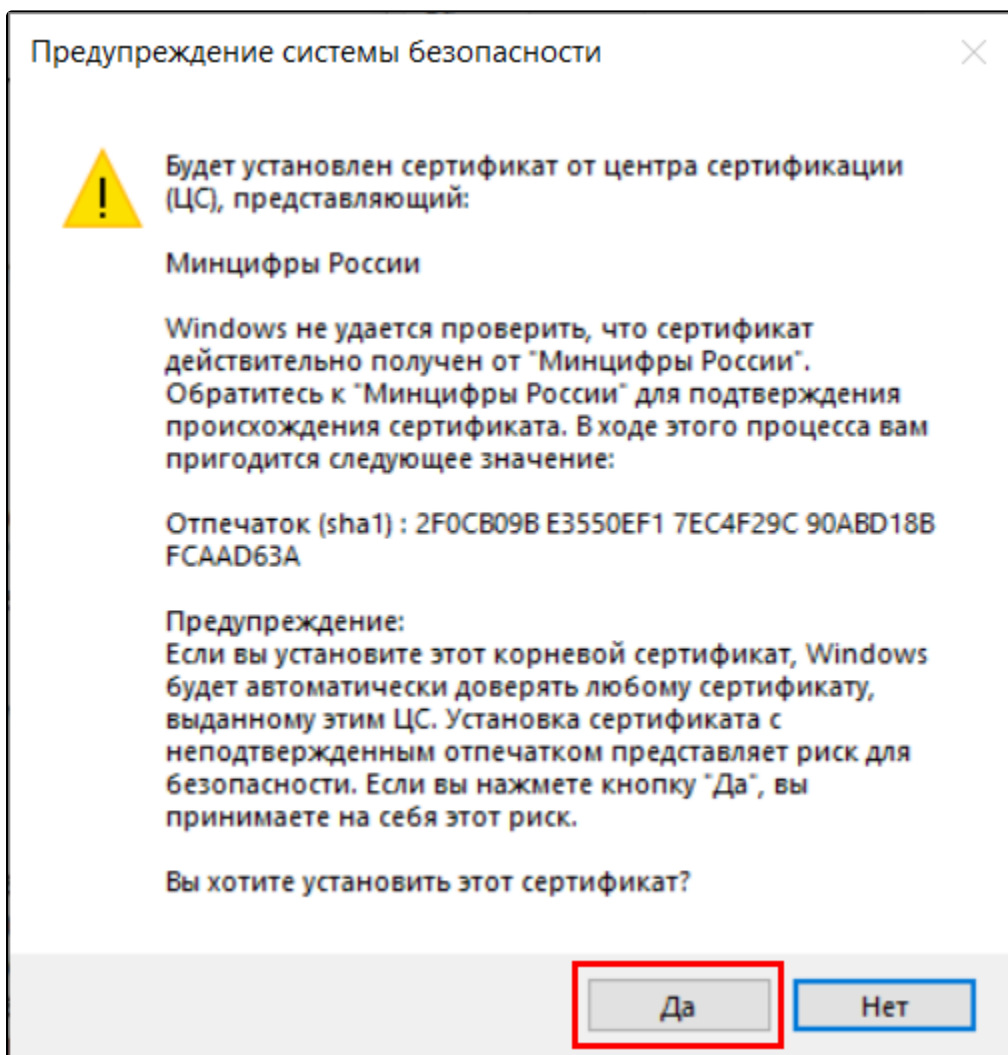 Предупреждение системы безопасности
Будет установлен сертификат от центра сертификации
(ЦС), представляющий:
Минцифры России
Windows не удается проверить, что сертификат
действительно получен от "Минцифры России".
Обратитесь к "Минцифры России" для подтверждения
происхождения сертификата. В ходе этого процесса вам
пригодится следующее значение:
Отпечаток (sha1) : 2F0CB09B E3550EF1 7EC4F29C 90ABD18B
FCAAD63A
Предупреждение:
Если вы установите этот корневой сертификат, Windows
будет автоматически доверять любому сертификату,
выданному этим ЦС. Установка сертификата с
неподтвержденным отпечатком представляет риск для
безопасности. Если вы нажмете кнопку "Да", вы
принимаете на себя этот риск.
Вы хотите установить этот сертификат?
Да
Нет